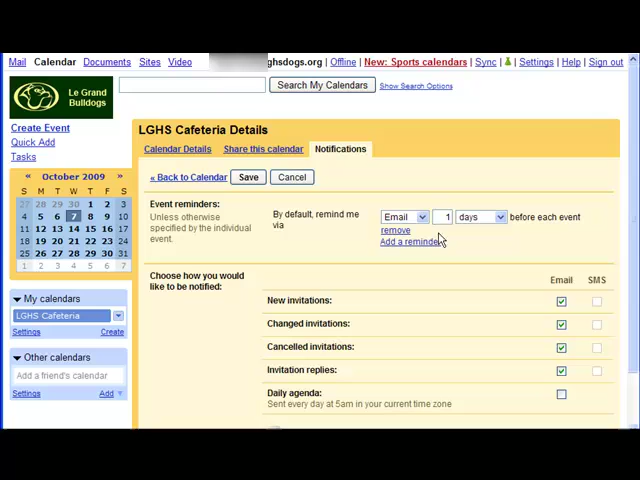 Mail Calendar Documents Sites Video ghsdogs.org | Offline | New: Sports calendars | Sync | Settings | Help | Sign out
Le Grand
Bulldogs
Search My Calendars Show Search Options
Create Event
Quick Add
Tasks
« October 2009 »
S M T W T F S
27 28 29 30 1 2 3
4 5 6 7 8 9 10
11 12 13 14 15 16 17
18 19 20 21 22 23 24
25 26 27 28 29 30 31
1 2 3 4 5 6 7
My calendars
LGHS Cafeteria
Settings Create
Other calendars
Add a friend's calendar
Settings Add
LGHS Cafeteria Details
Calendar Details Share this calendar Notifications
« Back to Calendar Save Cancel
Event reminders:
Unless otherwise
specified by the individual
event.
By default, remind me
via
Email 1 days before each event
remove
Add a reminder
Choose how you would
like to be notified:
Email SMS
New invitations:
Changed invitations:
Cancelled invitations:
Invitation replies:
Daily agenda:
Sent every day at 5am in your current time zone